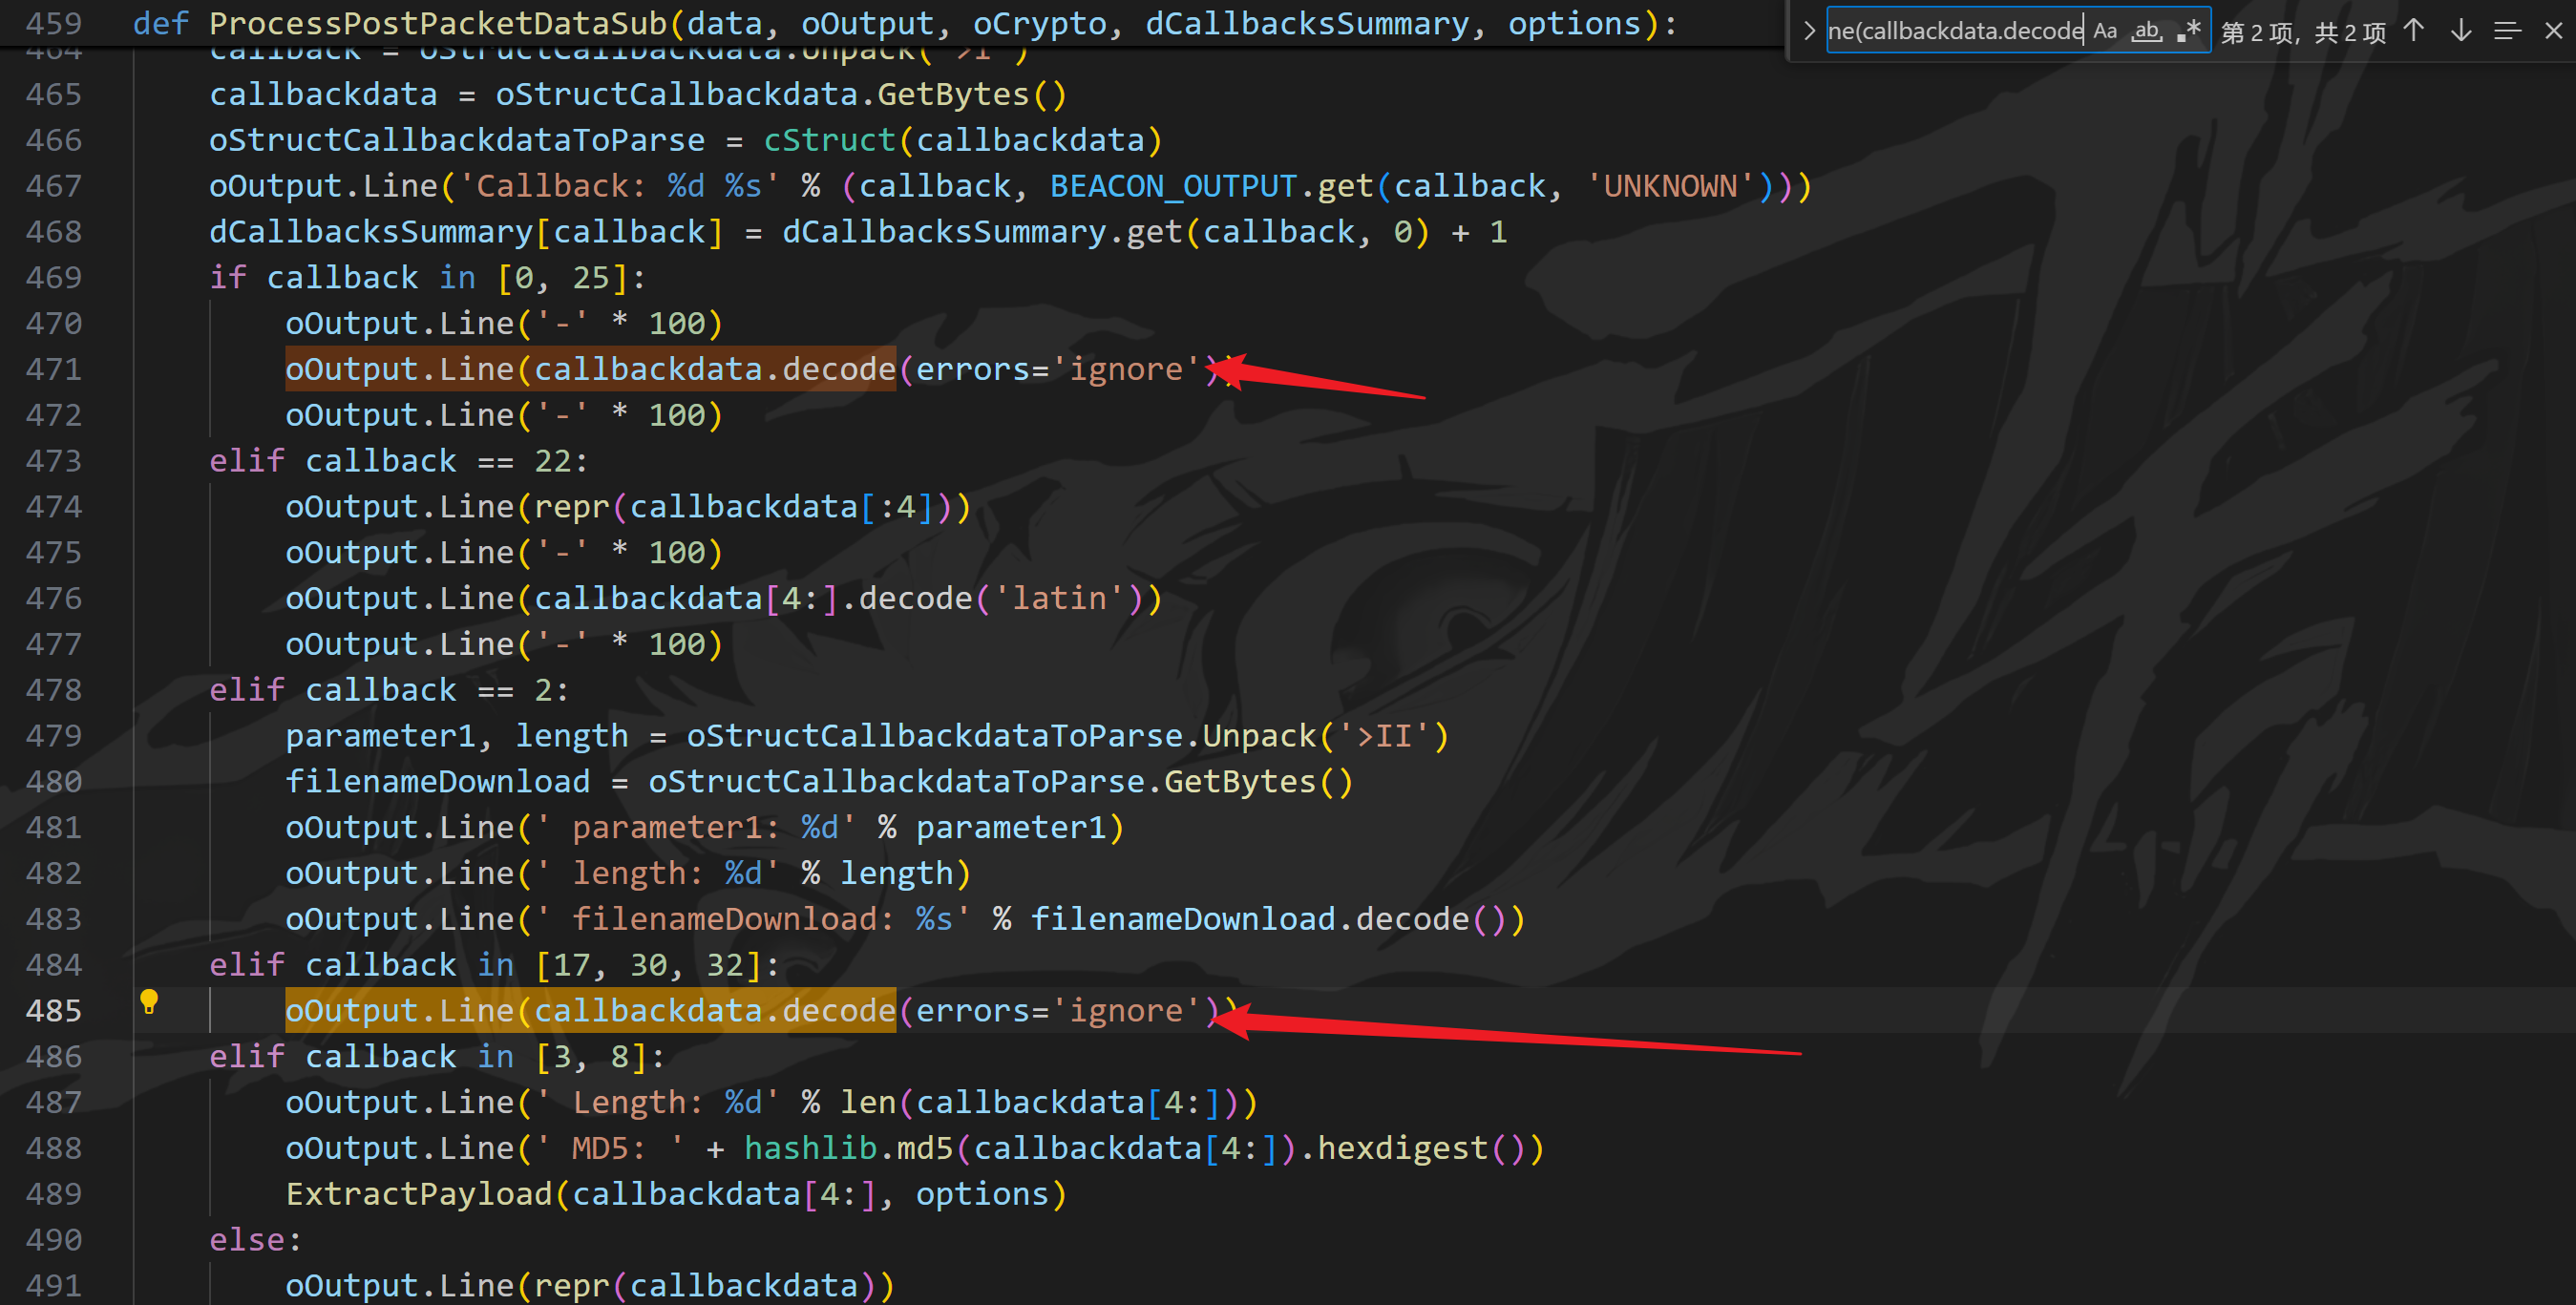 459 def ProcessPostPacketDataSub(data, oOutput, oCrypto, dCallbacksSummary, options):
ne(callbackdata.decode Aa ab .* 第 2 项，共 2 项
464 callback = oStructCallbackdata.Unpack('>I')
465 callbackdata = oStructCallbackdata.GetBytes()
466 oStructCallbackdataToParse = cStruct(callbackdata)
467 oOutput.Line('Callback: %d %s' % (callback, BEACON_OUTPUT.get(callback, 'UNKNOWN')))
468 dCallbacksSummary[callback] = dCallbacksSummary.get(callback, 0) + 1
469 if callback in [0, 25]:
470 oOutput.Line('-' * 100)
471 oOutput.Line(callbackdata.decode(errors='ignore'))
472 oOutput.Line('-' * 100)
473 elif callback == 22:
474 oOutput.Line(repr(callbackdata[:4]))
475 oOutput.Line('-' * 100)
476 oOutput.Line(callbackdata[4:].decode('latin'))
477 oOutput.Line('-' * 100)
478 elif callback == 2:
479 parameter1, length = oStructCallbackdataToParse.Unpack('>II')
480 filenameDownload = oStructCallbackdataToParse.GetBytes()
481 oOutput.Line(' parameter1: %d' % parameter1)
482 oOutput.Line(' length: %d' % length)
483 oOutput.Line(' filenameDownload: %s' % filenameDownload.decode())
484 elif callback in [17, 30, 32]:
485 oOutput.Line(callbackdata.decode(errors='ignore'))
486 elif callback in [3, 8]:
487 oOutput.Line(' Length: %d' % len(callbackdata[4:]))
488 oOutput.Line(' MD5: ' + hashlib.md5(callbackdata[4:]).hexdigest())
489 ExtractPayload(callbackdata[4:], options)
490 else:
491 oOutput.Line(repr(callbackdata))